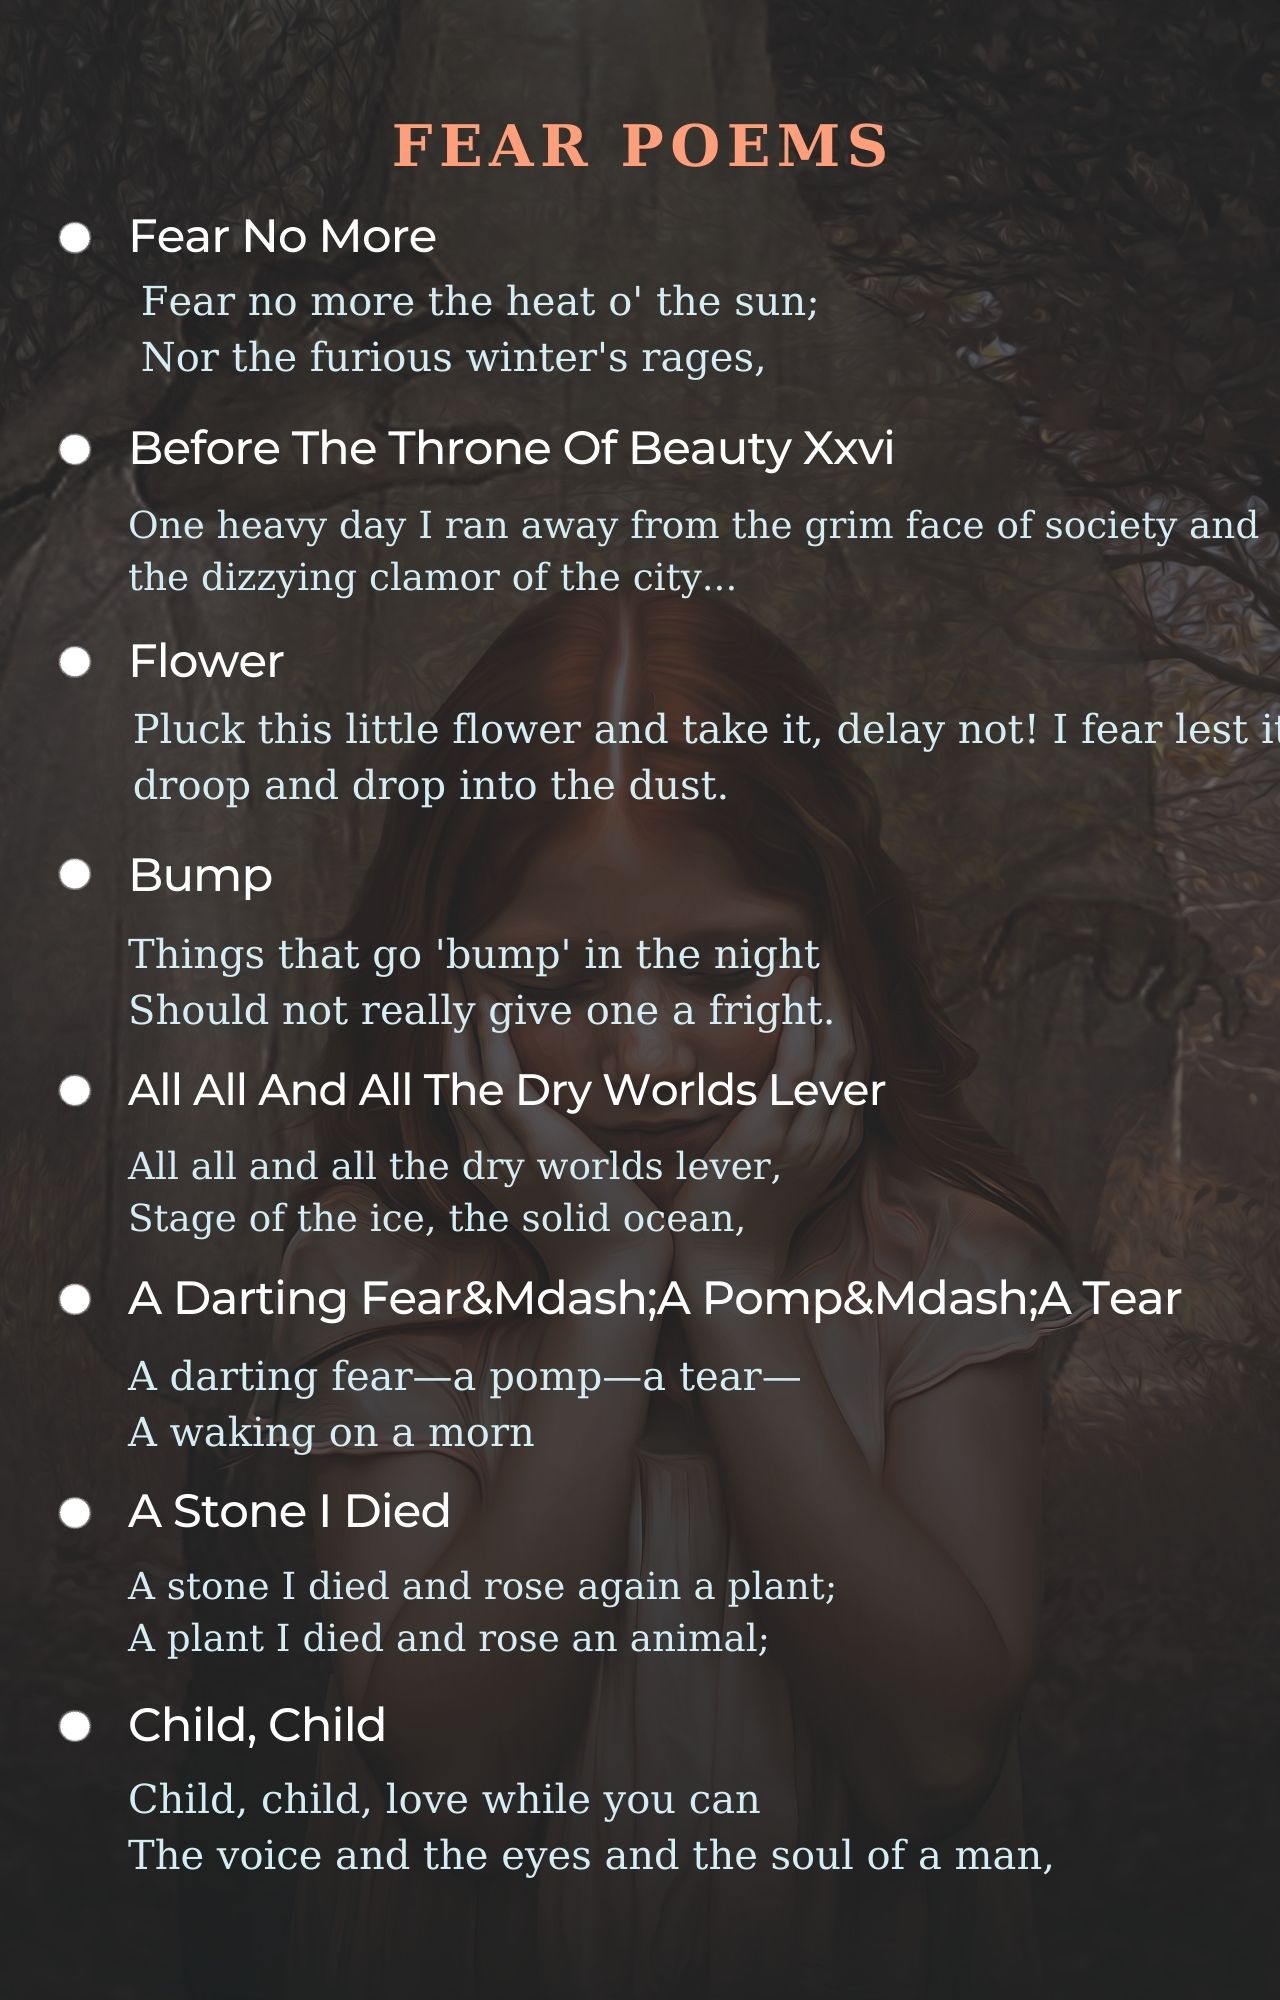 FEAR POEMS
Fear No More
Fear no more the heat o' the sun;
Nor the furious winter's rages,
Before The Throne Of Beauty Xxvi
One heavy day I ran away from the grim face of society and
the dizzying clamor of the city...
Flower
Pluck this little flower and take it, delay not! I fear lest it
droop and drop into the dust.
Bump
Things that go 'bump' in the night
Should not really give one a fright.
All All And All The Dry Worlds Lever
All all and all the dry worlds lever,
Stage of the ice, the solid ocean,
A Darting Fear&Mdash;A Pomp&Mdash;A Tear
A darting fear—a pomp—a tear—
A waking on a morn
A Stone I Died
A stone I died and rose again a plant;
A plant I died and rose an animal;
Child, Child
Child, child, love while you can
The voice and the eyes and the soul of a man,